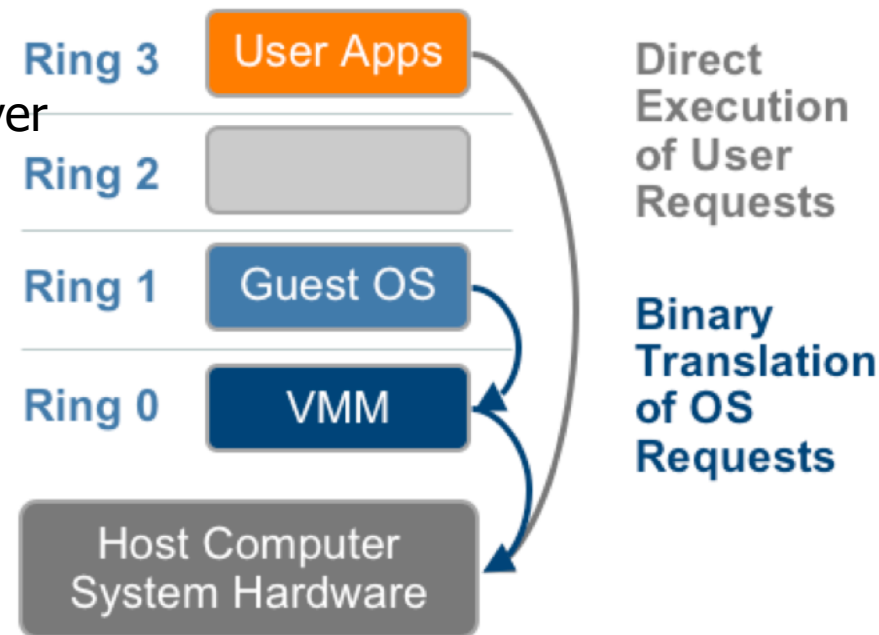 Ring 3
User Apps
Direct
Execution
of User
Requests
ver
Ring 2
Ring 1
Guest OS
Binary
Translation
of OS
Requests
Ring 0
VMM
Host Computer
System Hardware